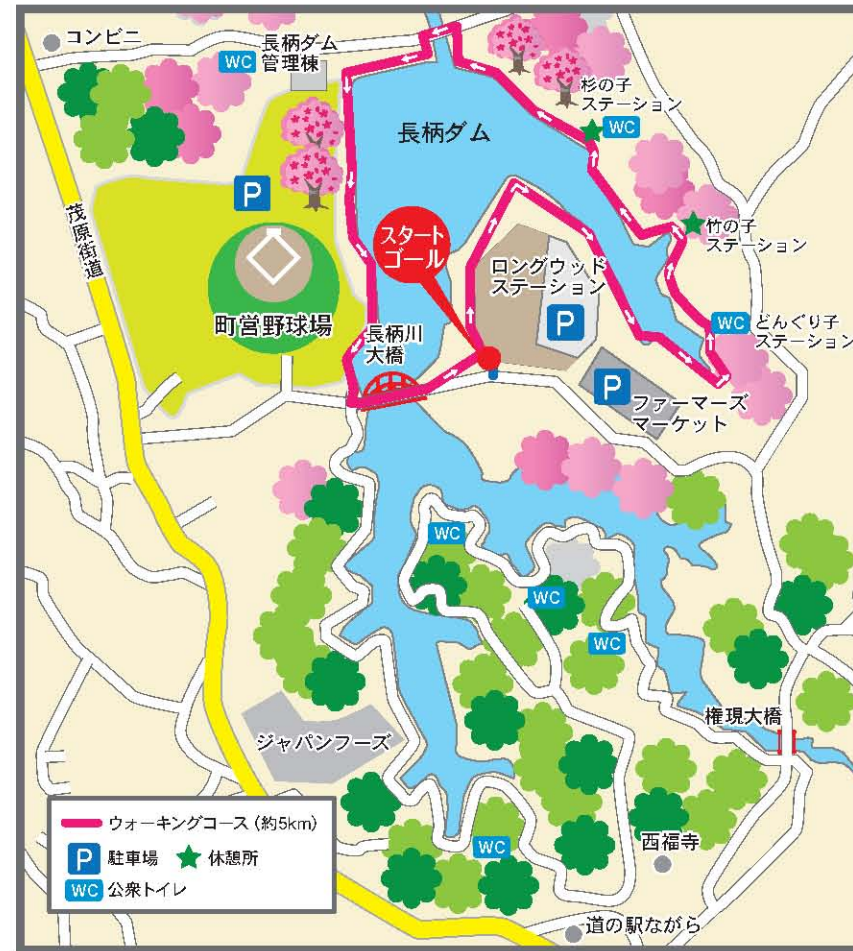 コンビニ
WC
長柄ダム
管理棟
杉の子
ステーション
WC
長柄ダム
P
竹の子
ステーション
茂原街道
スタート
ゴール
ロングウッド
ステーション
P
町営野球場
長柄川
大橋
WC
どんぐり子
ステーション
P
ファーマーズ
マーケット
WC
WC
WC
権現大橋
ジャパンフーズ
ウォーキングコース (約5km)
P 駐車場 休憩所
WC 公衆トイレ
WC
西福寺
道の駅ながら